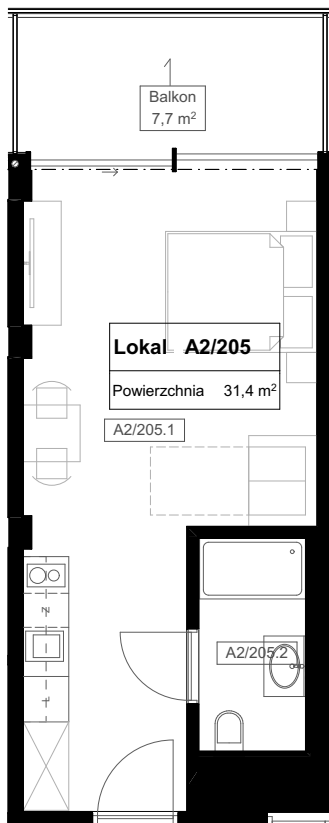 Balkon
7,7 m²
Lokal A2/205
Powierzchnia 31,4 m²
A2/205.1
Z
A2/205.2
L